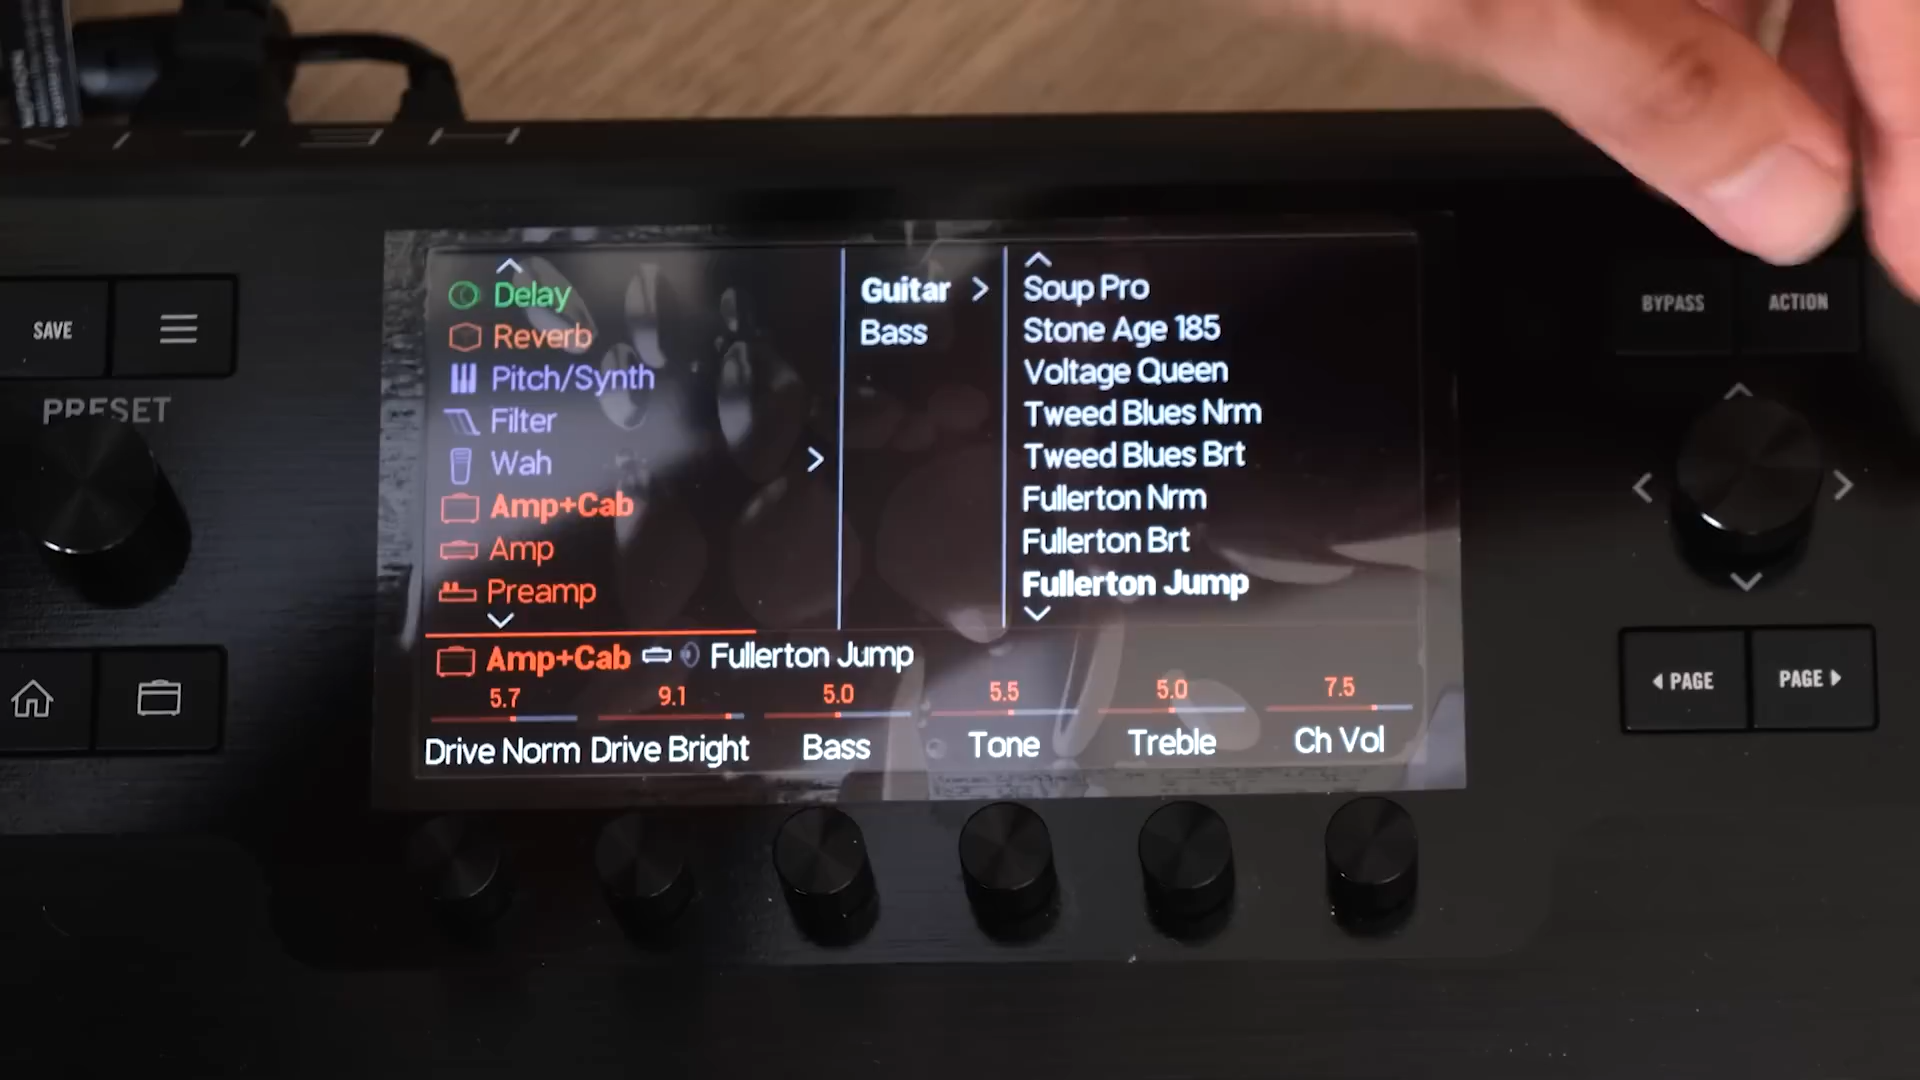 HELIX
SAVE
PRESET
Delay
Reverb
Pitch/Synth
Filter
Wah
Amp+Cab
Amp
Preamp
Guitar
Bass
Soup Pro
Stone Age 185
Voltage Queen
Tweed Blues Nrm
Tweed Blues Brt
Fullerton Nrm
Fullerton Brt
Fullerton Jump
Amp+Cab Fullerton Jump
5.7 9.1 5.0 5.5 5.0 7.5
Drive Norm Drive Bright Bass Tone Treble Ch Vol
BYPASS ACTION
PAGE PAGE